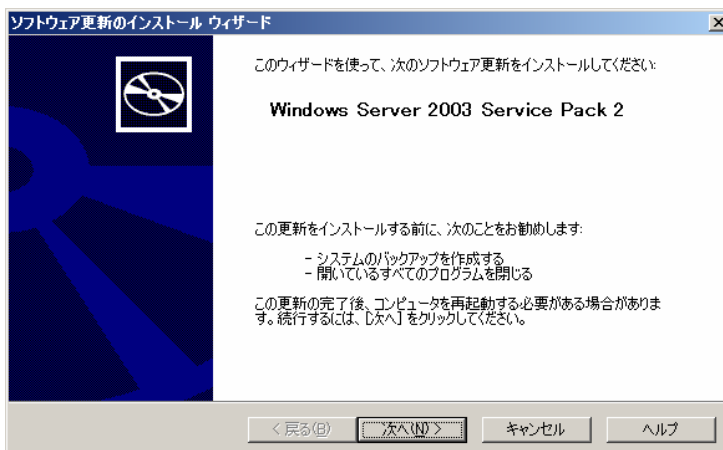 ソフトウェア更新のインストール ウィザード
このウィザードを使って、次のソフトウェア更新をインストールしてください:
Windows Server 2003 Service Pack 2
この更新をインストールする前に、次のことをお勧めします:
- システムのバックアップを作成する
- 開いているすべてのプログラムを閉じる
この更新の完了後、コンピュータを再起動する必要がある場合がありま
す。続行するには、[次へ] をクリックしてください。
< 戻る(B)
次へ(N) >
キャンセル
ヘルプ